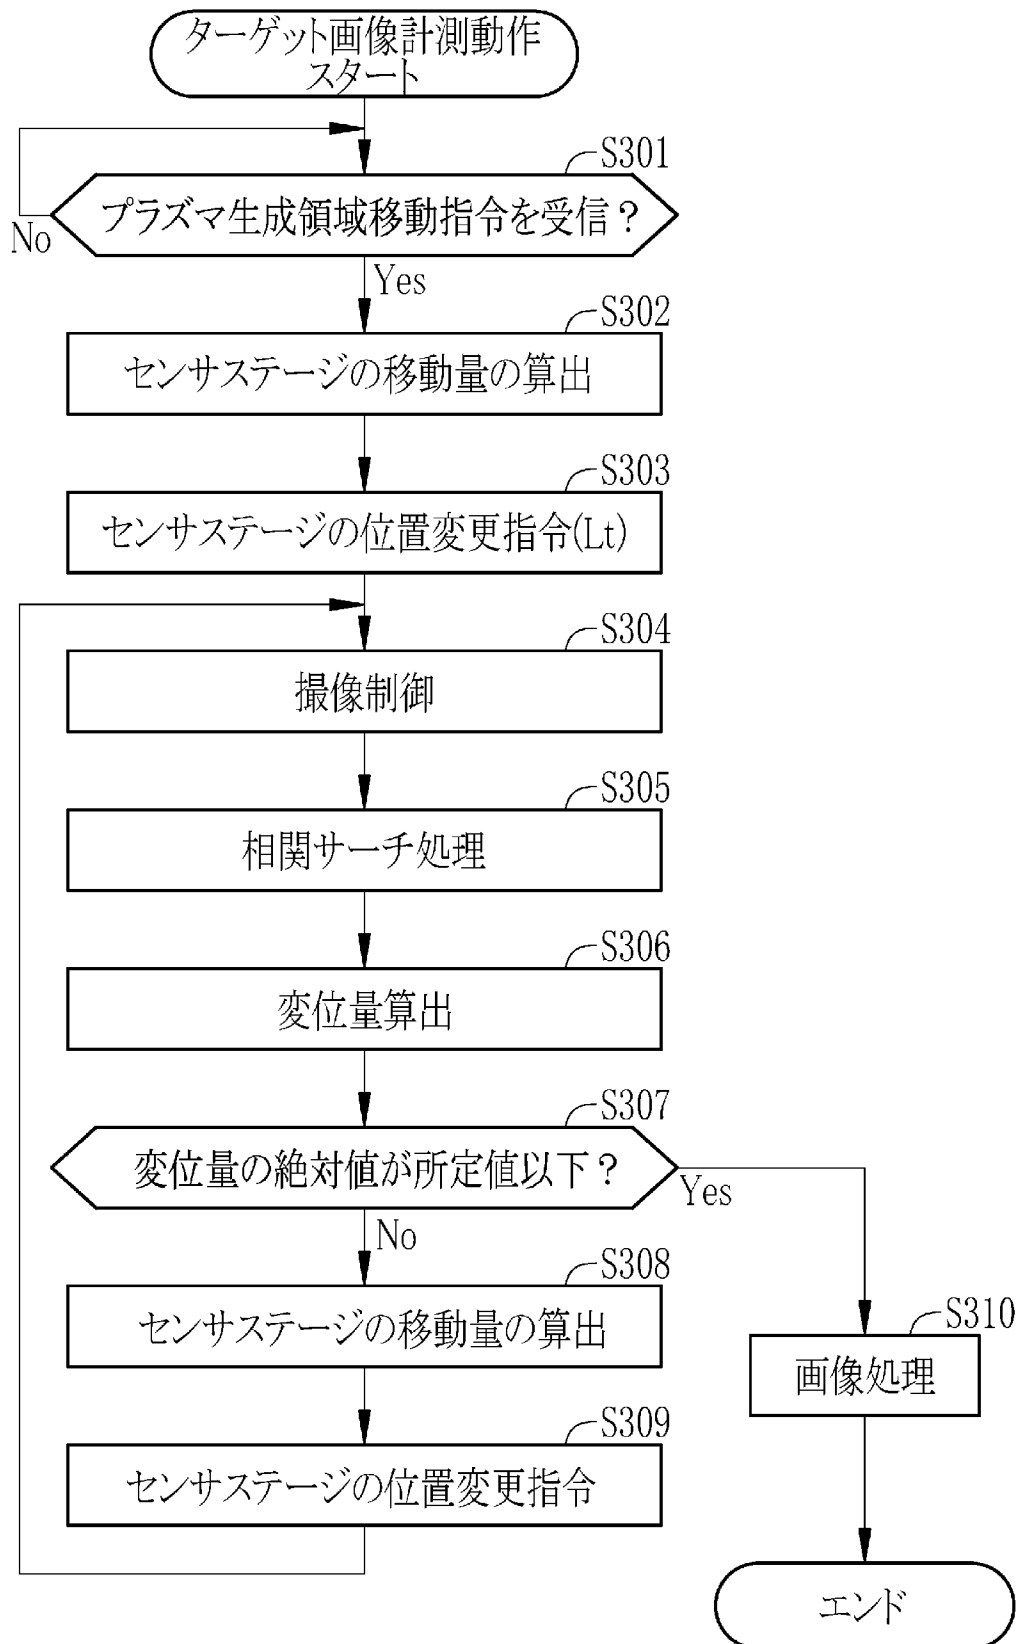 ターゲット画像計測動作
スタート
S301
プラズマ生成領域移動指令を受信？
No
Yes
S302
センサステージの移動量の算出
S303
センサステージの位置変更指令(Lt)
S304
撮像制御
S305
相関サーチ処理
S306
変位量算出
S307
変位量の絶対値が所定値以下？
Yes
No
S308
センサステージの移動量の算出
S310
画像処理
S309
センサステージの位置変更指令
エンド